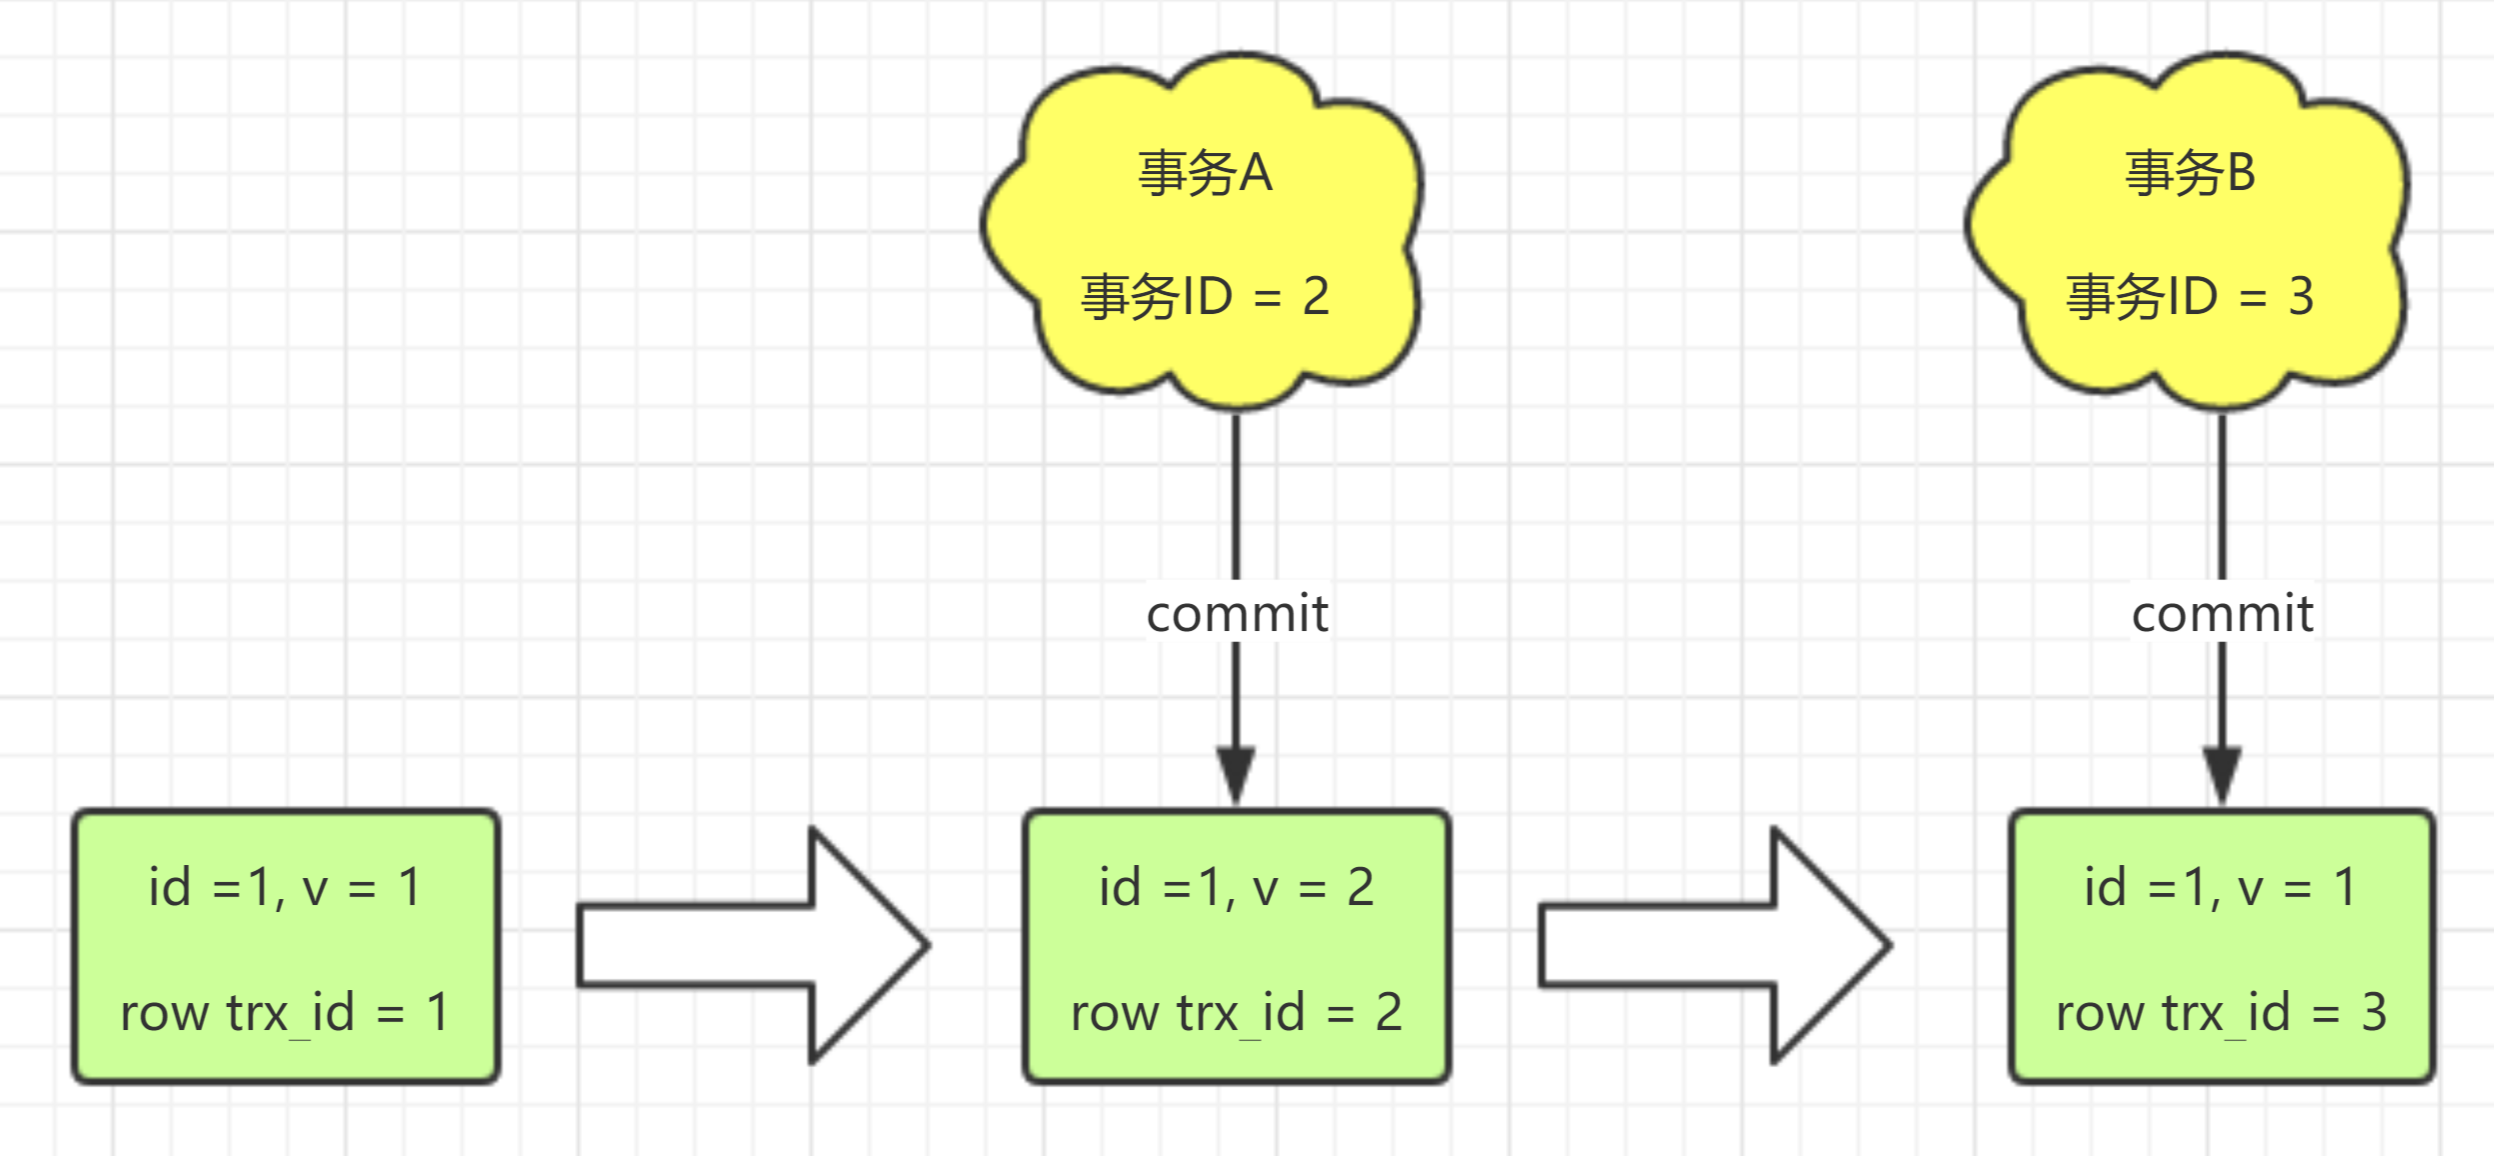 事务A
事务ID = 2
事务B
事务ID = 3
commit
commit
id =1, v = 1
row trx_id = 1
id =1, v = 2
row trx_id = 2
id =1, v = 1
row trx_id = 3